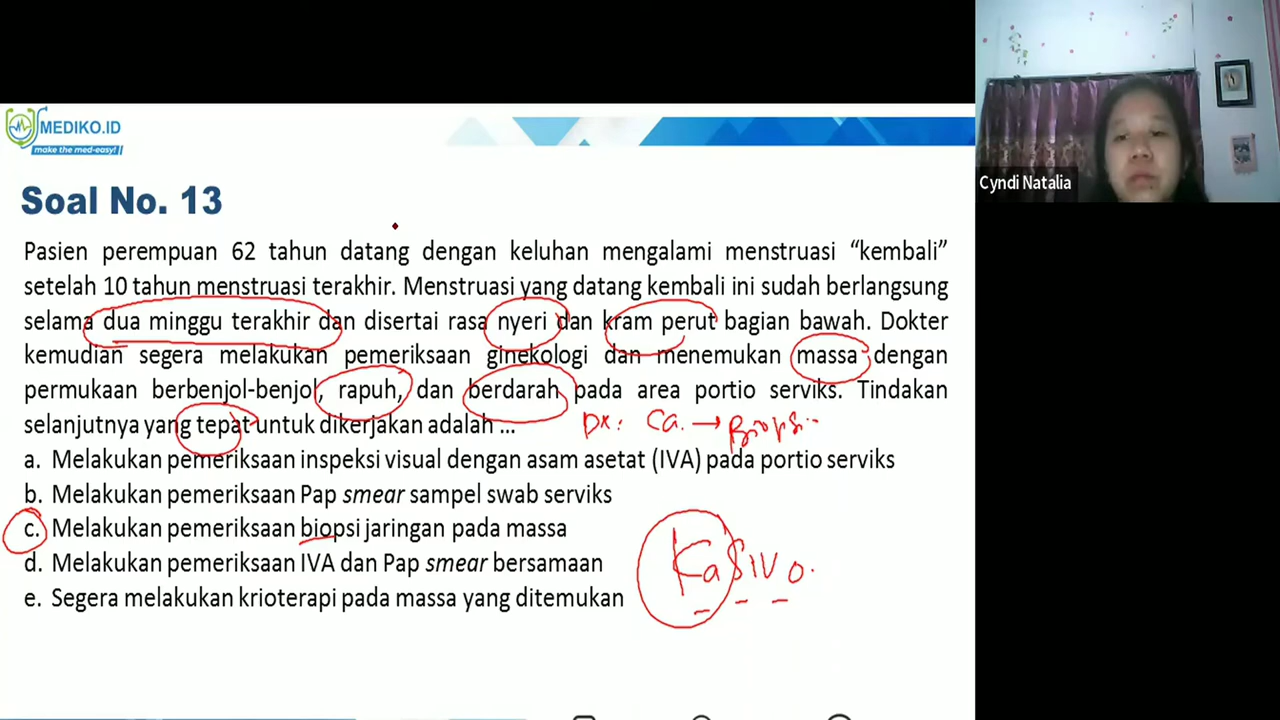 MEDIKO.ID
make the med-easy!
Cyndi Natalia
Soal No. 13
Pasien perempuan 62 tahun datang dengan keluhan mengalami menstruasi “kembali”
setelah 10 tahun menstruasi terakhir. Menstruasi yang datang kembali ini sudah berlangsung
selama dua minggu terakhir dan disertai rasa nyeri dan kram perut bagian bawah. Dokter
kemudian segera melakukan pemeriksaan ginekologi dan menemukan massa dengan
permukaan berbenjol-benjol, rapuh, dan berdarah pada area portio serviks. Tindakan
selanjutnya yang tepat untuk dikerjakan adalah ...
Dx: Ca. → Biopsi
a. Melakukan pemeriksaan inspeksi visual dengan asam asetat (IVA) pada portio serviks
b. Melakukan pemeriksaan Pap smear sampel swab serviks
c. Melakukan pemeriksaan biopsi jaringan pada massa
d. Melakukan pemeriksaan IVA dan Pap smear bersamaan
e. Segera melakukan krioterapi pada massa yang ditemukan
KaSIVo.